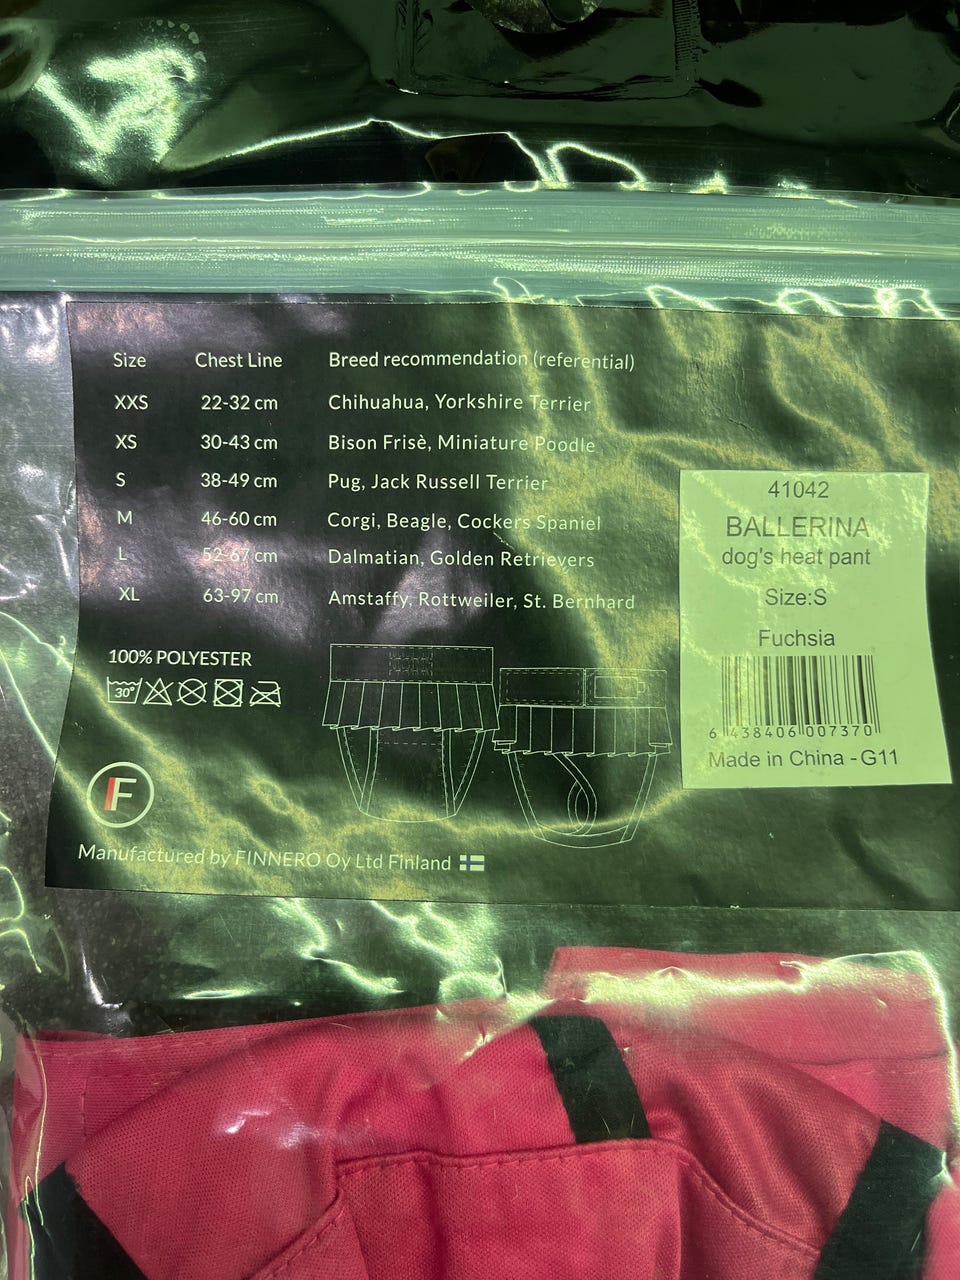 Size Chest Line Breed recommendation (referential)
XXS 22-32 cm Chihuahua, Yorkshire Terrier
XS 30-43 cm Bison Frisè, Miniature Poodle
S 38-49 cm Pug, Jack Russell Terrier
M 46-60 cm Corgi, Beagle, Cockers Spaniel
L 52-67 cm Dalmatian, Golden Retrievers
XL 63-97 cm Amstaffy, Rottweiler, St. Bernhard
100% POLYESTER
30°
F
Manufactured by FINNERO Oy Ltd Finland
41042
BALLERINA
dog's heat pant
Size:S
Fuchsia
6 438406 007370
Made in China - G11